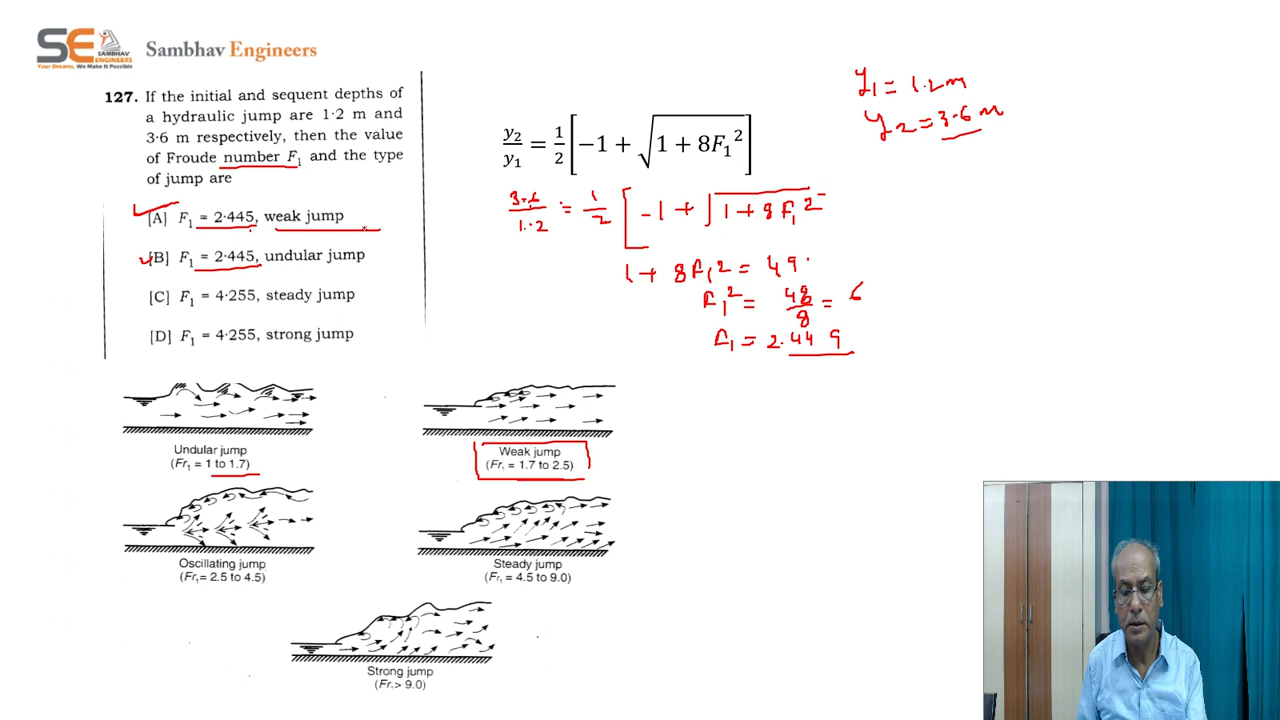 SE
SAMBHAV
ENGINEERS
Your Dreams, We Make It Possible
Sambhav Engineers
127. If the initial and sequent depths of
a hydraulic jump are 1·2 m and
3·6 m respectively, then the value
of Froude number F₁ and the type
of jump are
[A] F₁ = 2·445, weak jump
[B] F₁ = 2·445, undular jump
[C] F₁ = 4·255, steady jump
[D] F₁ = 4·255, strong jump
y₂/y₁ = 1/2 [−1 + √(1 + 8F₁²)]
y₁ = 1.2 m
y₂ = 3.6 m
3.6/1.2 = 1/2 [-1 + √(1 + 8F₁²)
1 + 8F₁² = 49
F₁² = 48/8 = 6
F₁ = 2.449
Undular jump
(Fr₁ = 1 to 1.7)
Weak jump
(Fr₁ = 1.7 to 2.5)
Oscillating jump
(Fr₁ = 2.5 to 4.5)
Steady jump
(Fr₁ = 4.5 to 9.0)
Strong jump
(Fr₁ > 9.0)